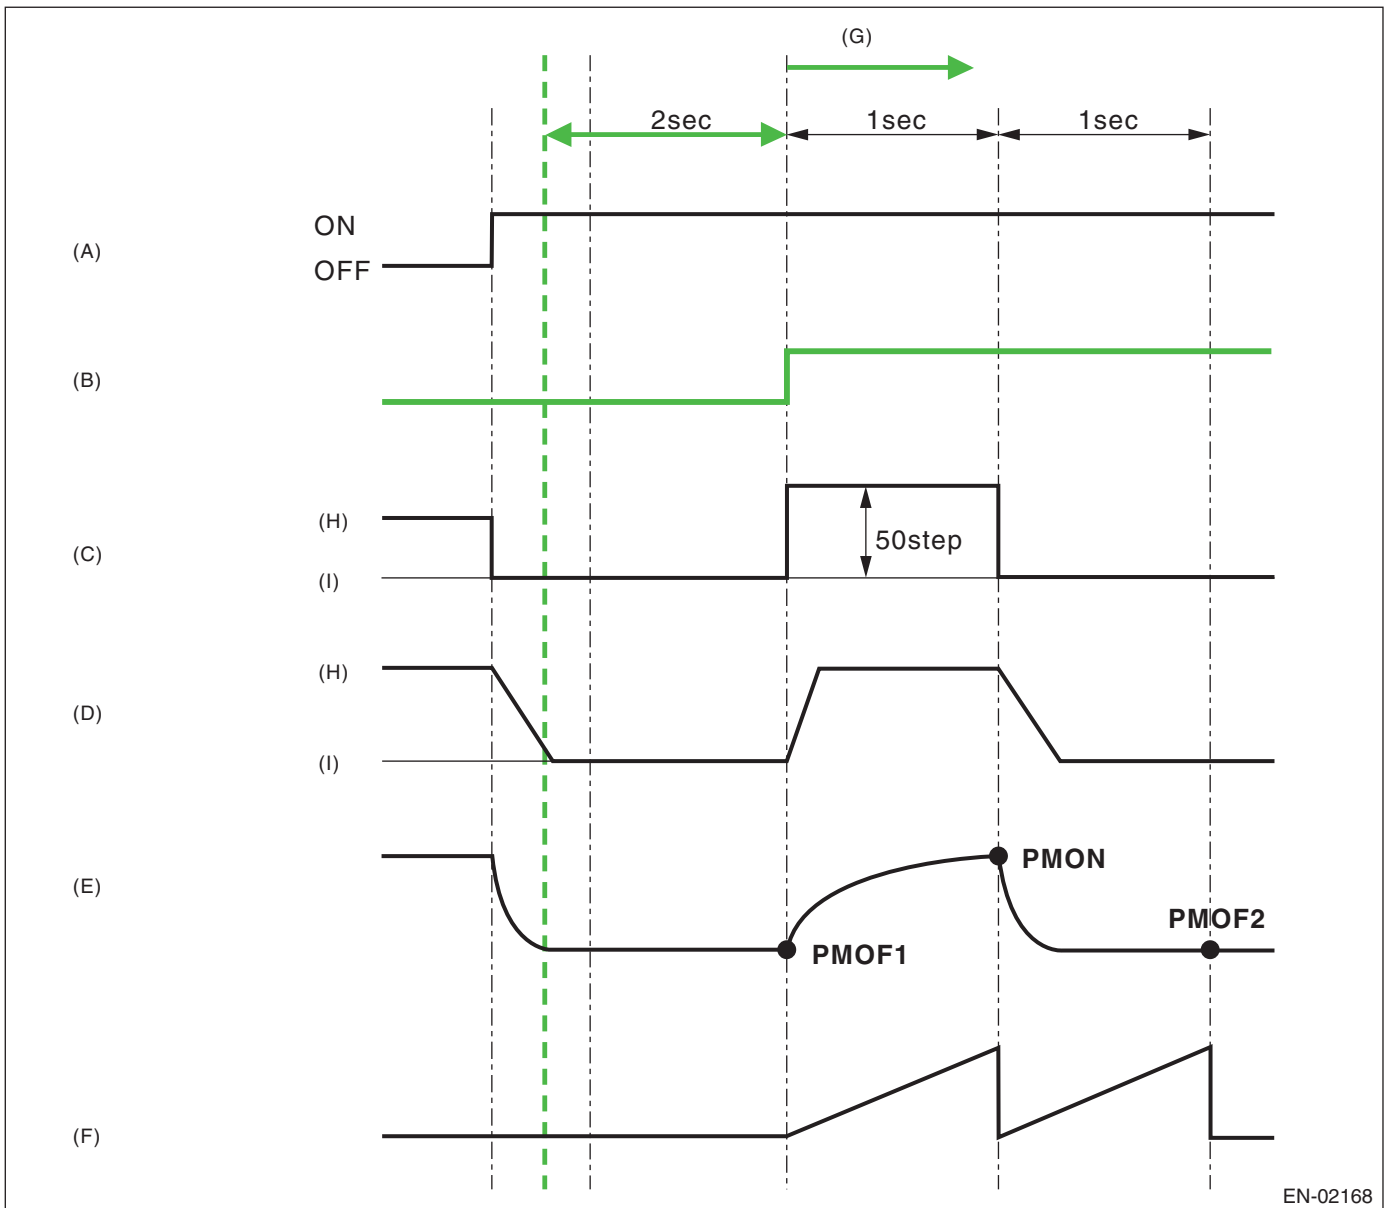 (G)
2sec 1sec 1sec
ON
(A)
OFF
(B)
(H)
50step
(C)
(I)
(H)
(D)
(I)
PMON
(E)
PMOF2
PMOF1
(F)
EN-02168